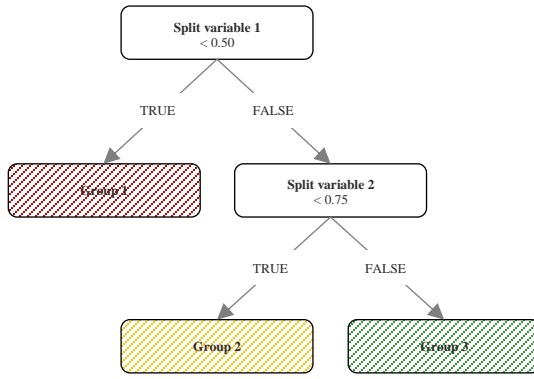 Split variable 1
< 0.50
TRUE
FALSE
Group 1
Split variable 2
< 0.75
TRUE
FALSE
Group 2
Group 3